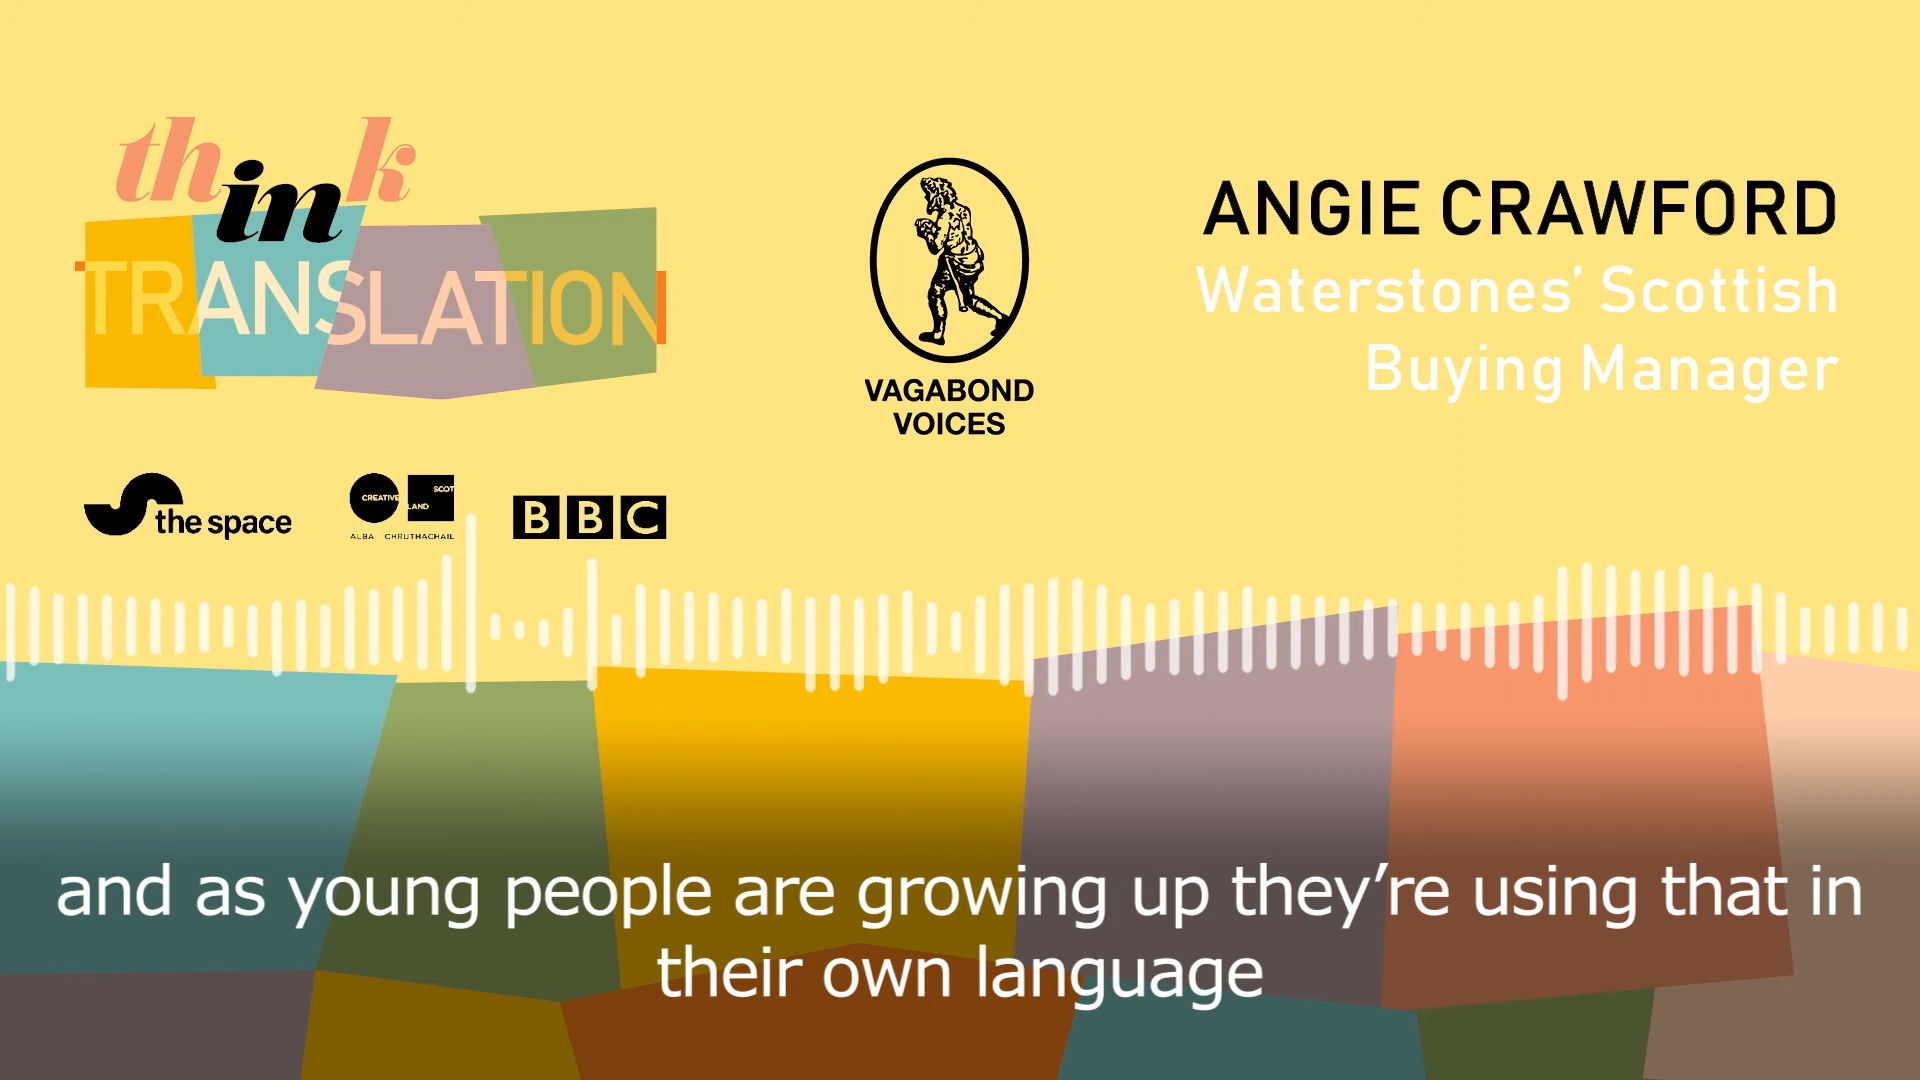 think
TRANSLATION
VAGABOND
VOICES
ANGIE CRAWFORD
Waterstones’ Scottish
Buying Manager
the space
CREATIVE SCOT
LAND
ALBA CHRUTHACHAIL
BBC
and as young people are growing up they’re using that in
their own language